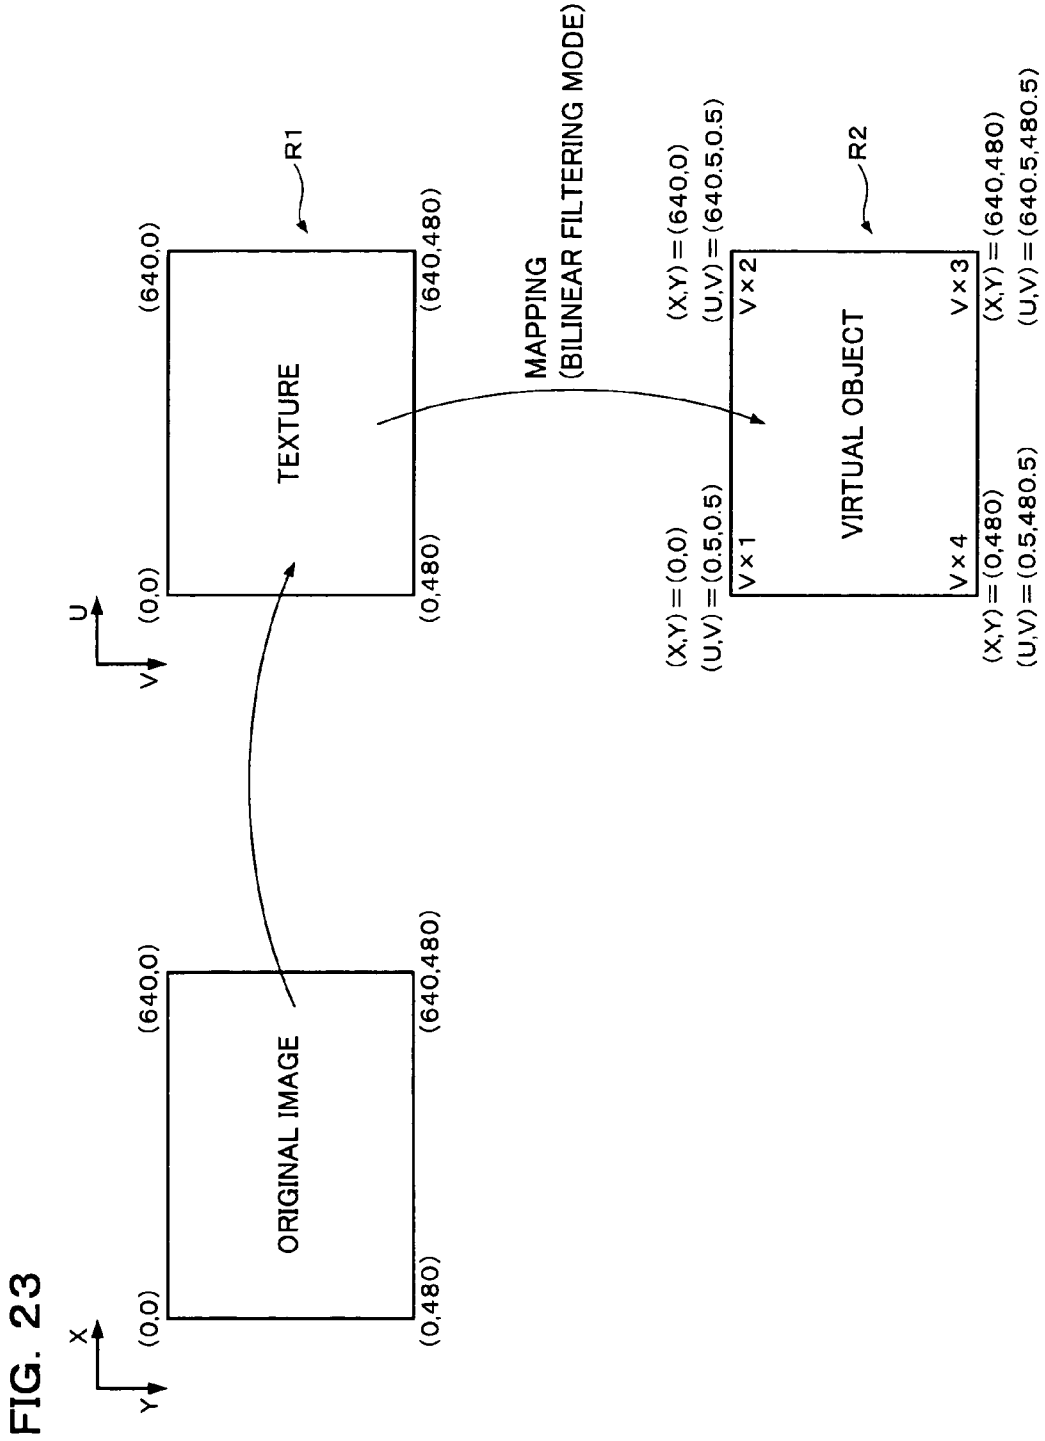 FIG. 23
X
Y
(0,0)
(640,0)
ORIGINAL IMAGE
(0,480)
(640,480)
U
V
(0,0)
(640,0)
TEXTURE
R1
(0,480)
(640,480)
MAPPING
(BILINEAR FILTERING MODE)
(X,Y)=(0,0)
(U,V)=(0.5,0.5)
(X,Y)=(640,0)
(U,V)=(640.5,0.5)
V×1
V×2
VIRTUAL OBJECT
R2
V×4
V×3
(X,Y)=(0,480)
(U,V)=(0.5,480.5)
(X,Y)=(640,480)
(U,V)=(640.5,480.5)